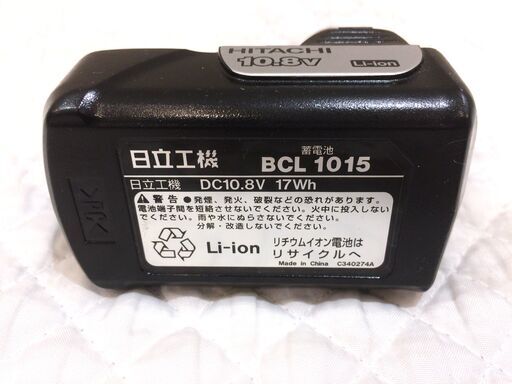 HITACHI
10.8V
Li-ion
蓄電池
日立工機 BCL 1015
日立工機 DC10.8V 17Wh
⚠警告 ●発煙、発火、破裂などの恐れがあります。
電池端子間を短絡させないでください。火中に投入しない
でください。雨や水にぬらさないでください。
分解・改造しないでください。
Li-ion リチウムイオン電池は
リサイクルへ
Made in China C340274A